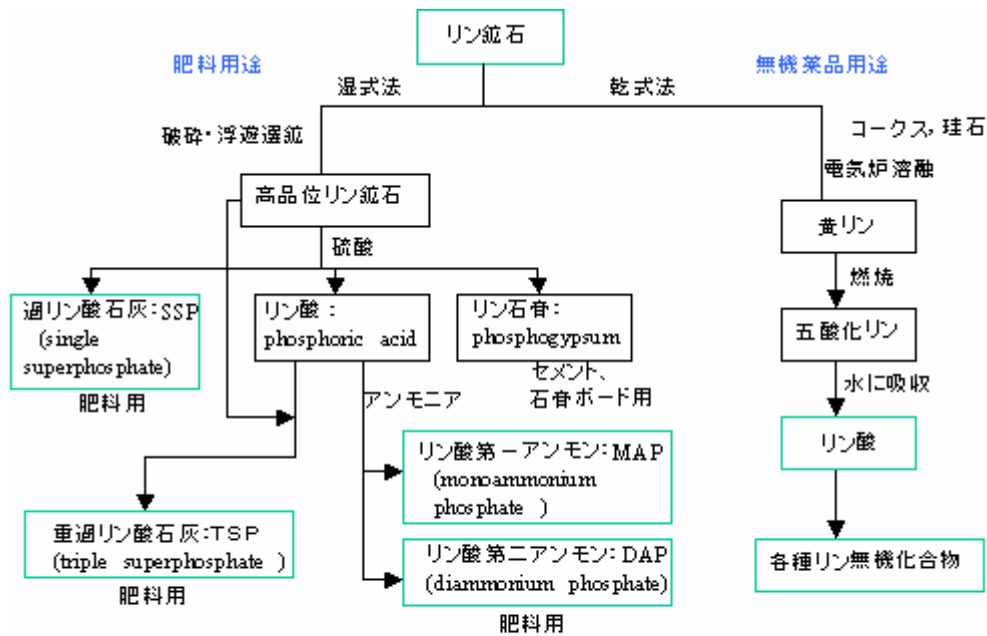 リン鉱石
肥料用途
無機薬品用途
湿式法
乾式法
破砕・浮遊選鉱
コークス，珪石
電気炉溶融
高品位リン鉱石
黄リン
硫酸
燃焼
過リン酸石灰：SSP
(single
superphosphate)
肥料用
リン酸：
phosphoric acid
リン石膏：
phosphogypsum
セメント、
石膏ボード用
五酸化リン
水に吸収
アンモニア
リン酸
リン酸第一アンモン：MAP
(monoammonium
phosphate )
重過リン酸石灰：TSP
(triple superphosphate )
肥料用
リン酸第二アンモン：DAP
(diammonium phosphate)
肥料用
各種リン無機化合物